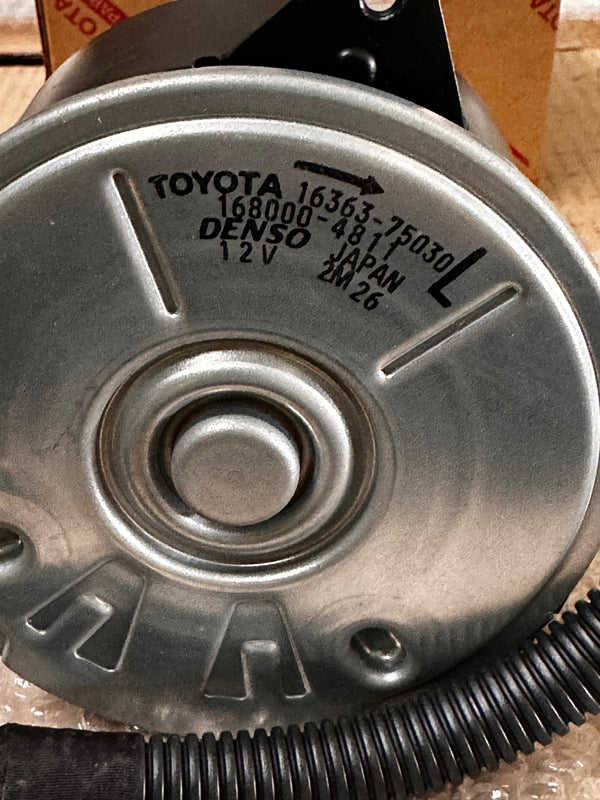 TOYOTA 16363-75030 L
168000-4811
DENSO JAPAN
12V 2M26